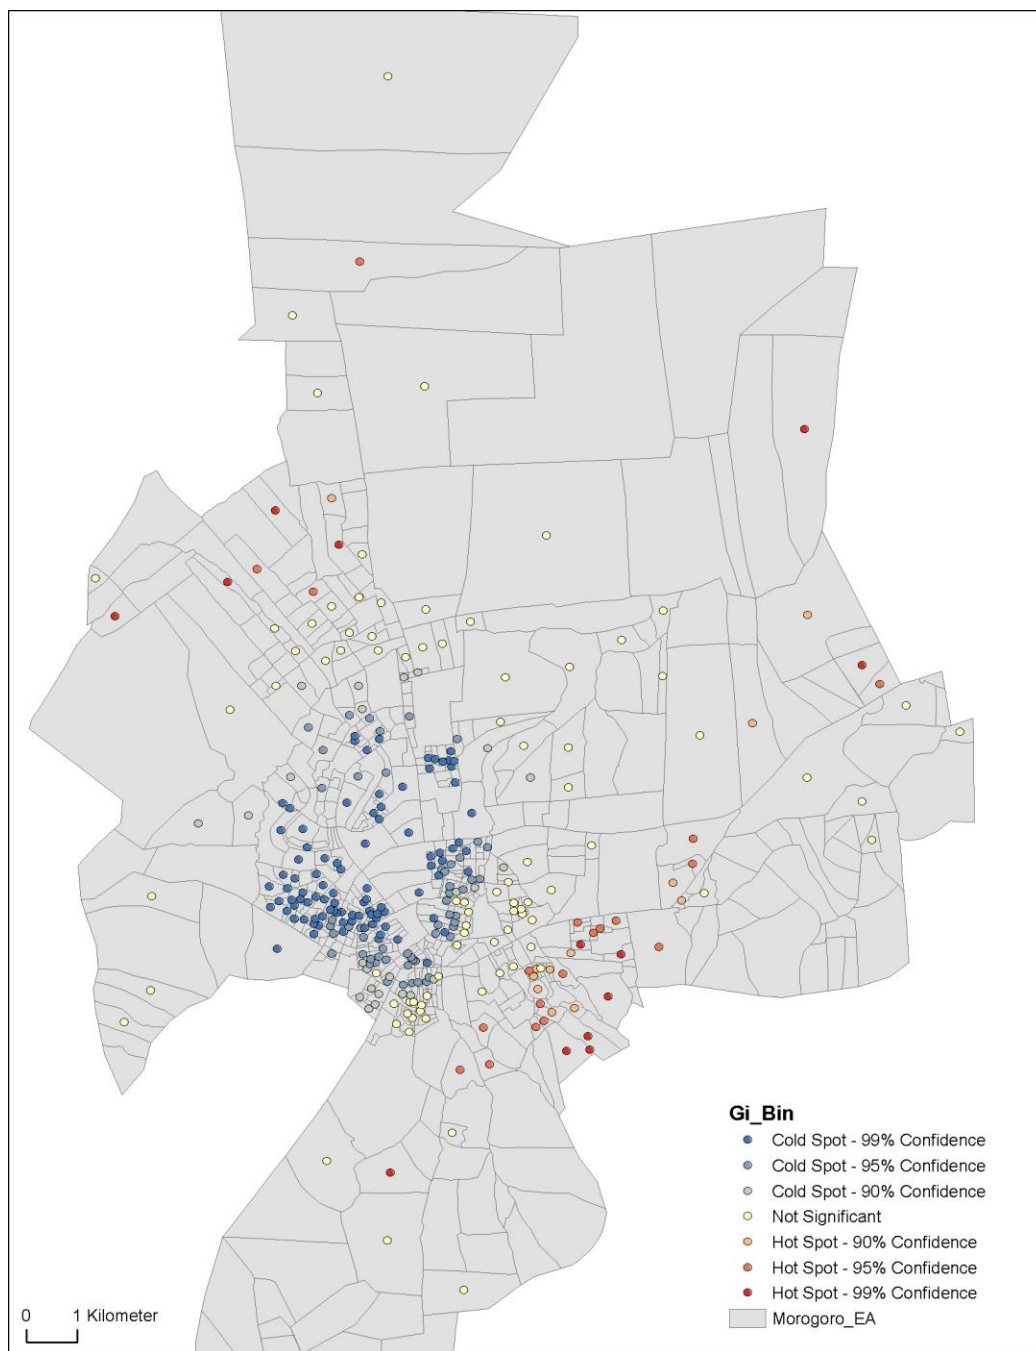 Gi_Bin
Cold Spot - 99% Confidence
Cold Spot - 95% Confidence
Cold Spot - 90% Confidence
Not Significant
Hot Spot - 90% Confidence
Hot Spot - 95% Confidence
Hot Spot - 99% Confidence
Morogoro_EA
0 1 Kilometer